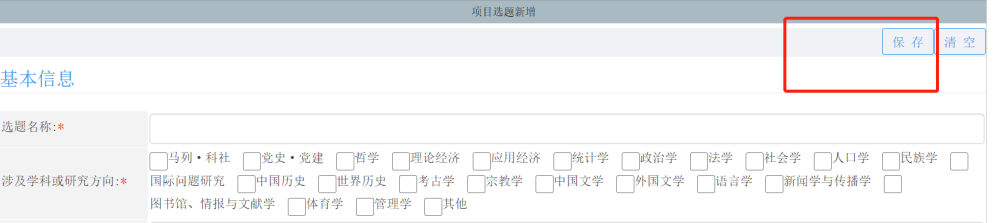 项目选题新增
保 存 清 空
基本信息
选题名称:*
马列·科社 党史·党建 哲学 理论经济 应用经济 统计学 政治学 法学 社会学 人口学 民族学
涉及学科或研究方向:*
国际问题研究 中国历史 世界历史 考古学 宗教学 中国文学 外国文学 语言学 新闻学与传播学
图书馆、情报与文献学 体育学 管理学 其他